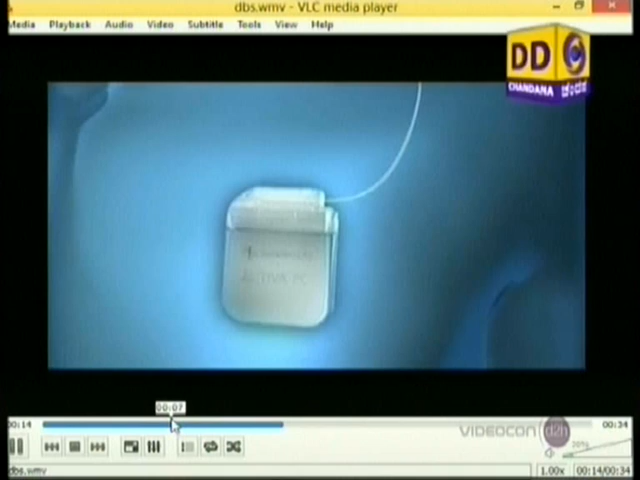 dbs.wmv - VLC media player
Media Playback Audio Video Subtitle Tools View Help
DD
CHANDANA ಚಂದನ
ACTIVA PC
00:07
00:14
00:34
VIDEOCON d2h
dbs.wmv
1.00x
00:14/00:34